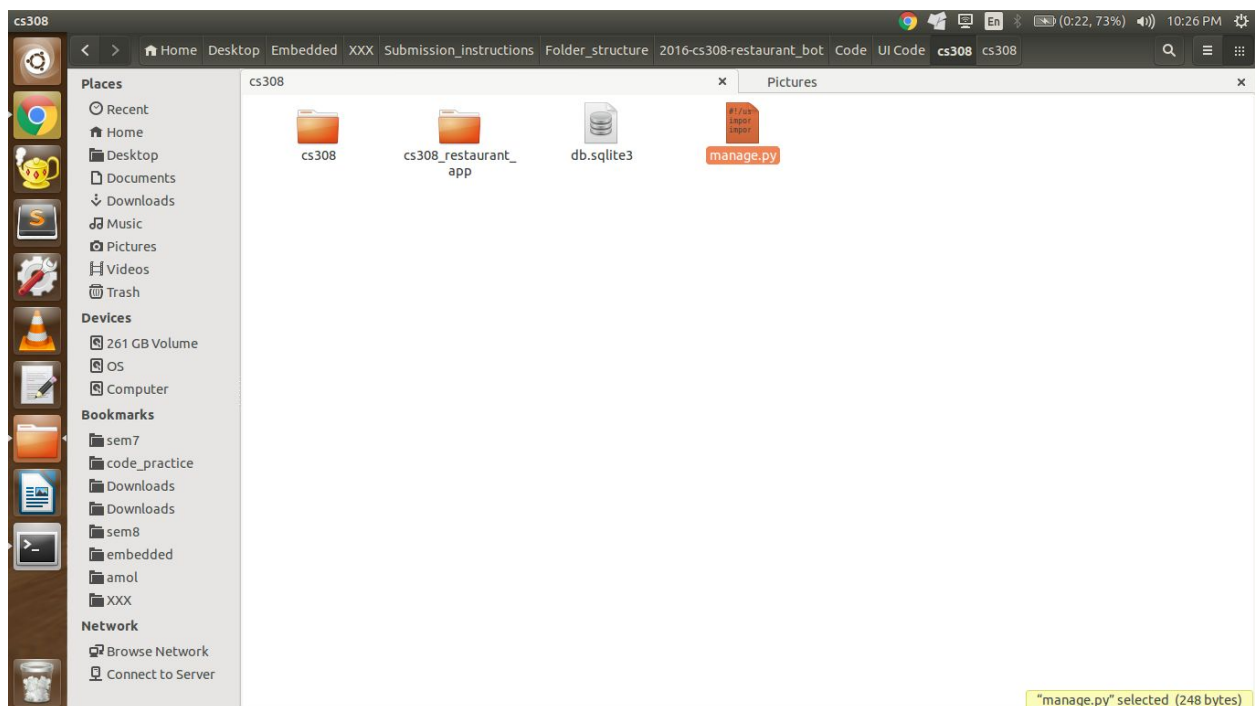 cs308
En
(0:22, 73%)
10:26 PM
Home Desktop Embedded XXX Submission_instructions Folder_structure 2016-cs308-restaurant_bot Code UI Code cs308 cs308
Places
Recent
Home
Desktop
Documents
Downloads
Music
Pictures
Videos
Trash
Devices
261 GB Volume
OS
Computer
Bookmarks
sem7
code_practice
Downloads
Downloads
sem8
embedded
amol
XXX
Network
Browse Network
Connect to Server
cs308
Pictures
cs308
cs308_restaurant_
app
db.sqlite3
#!/us
impor
impor
manage.py
"manage.py" selected (248 bytes)